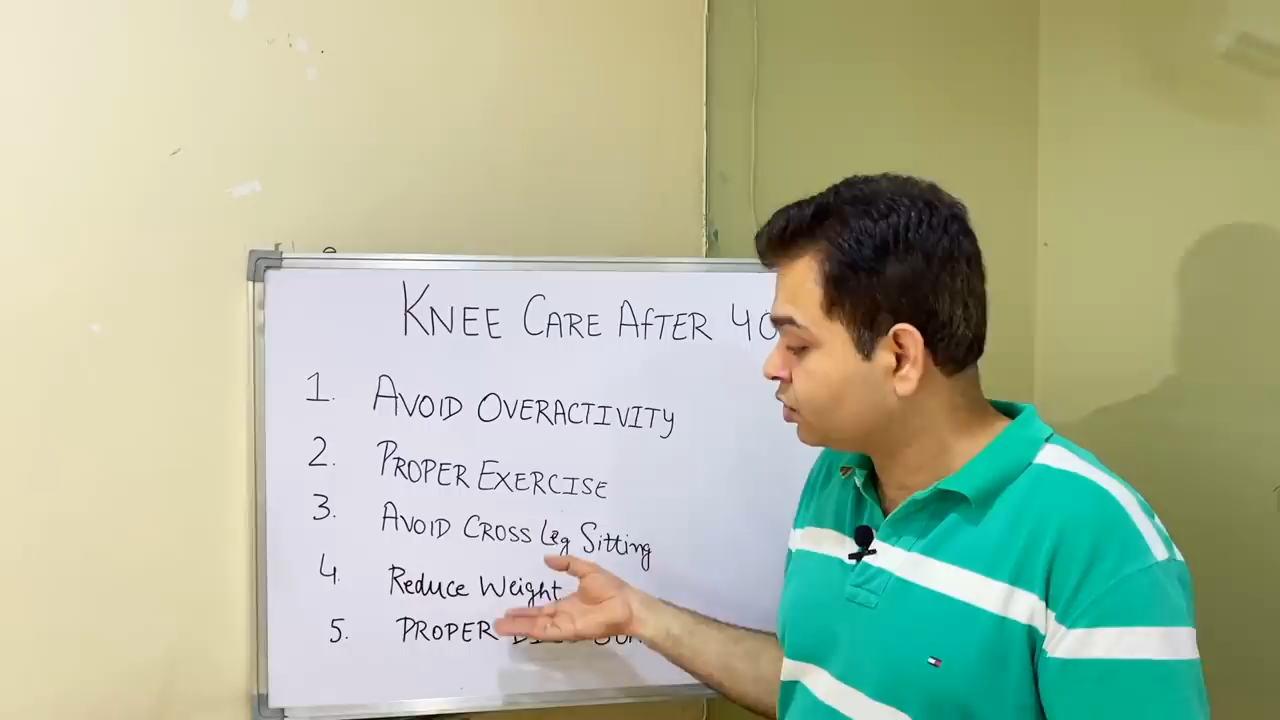 KNEE CARE AFTER 40
1. AVOID OVERACTIVITY
2. PROPER EXERCISE
3. AVOID CROSS Leg Sitting
4. Reduce Weight
5. PROPER